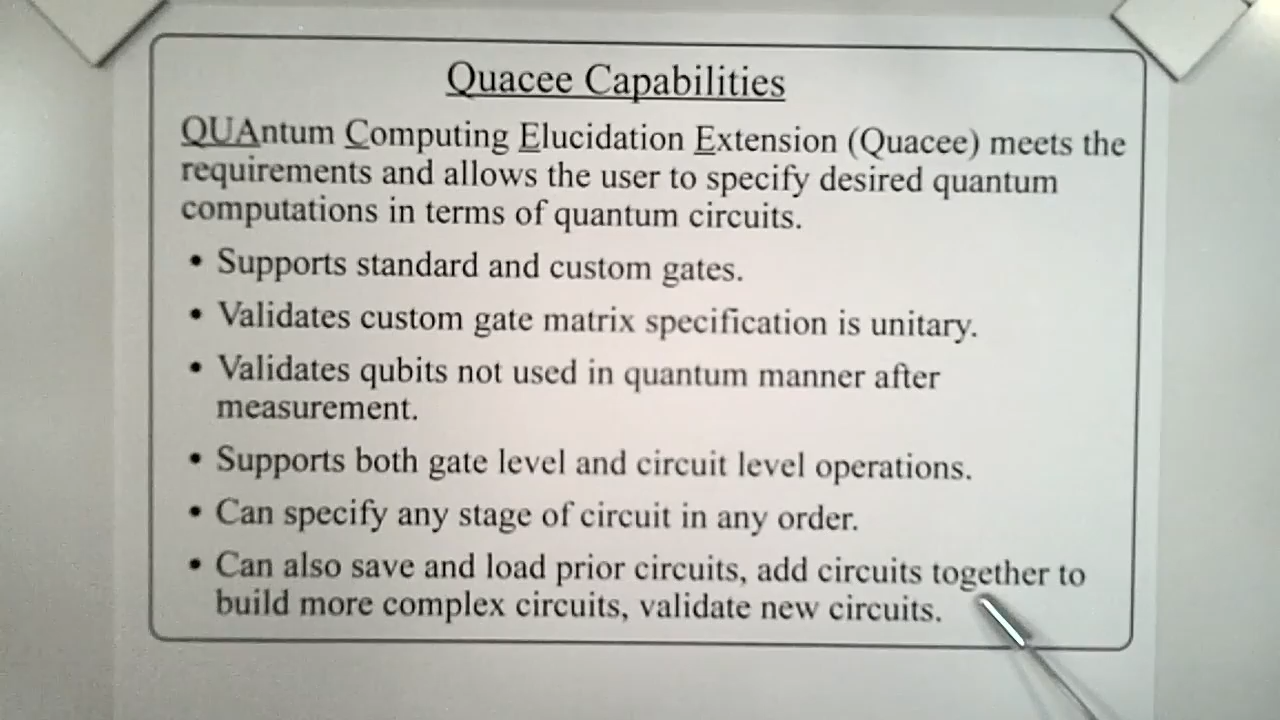 Quacee Capabilities
QUAntum Computing Elucidation Extension (Quacee) meets the
requirements and allows the user to specify desired quantum
computations in terms of quantum circuits.
• Supports standard and custom gates.
• Validates custom gate matrix specification is unitary.
• Validates qubits not used in quantum manner after
measurement.
• Supports both gate level and circuit level operations.
• Can specify any stage of circuit in any order.
• Can also save and load prior circuits, add circuits together to
build more complex circuits, validate new circuits.